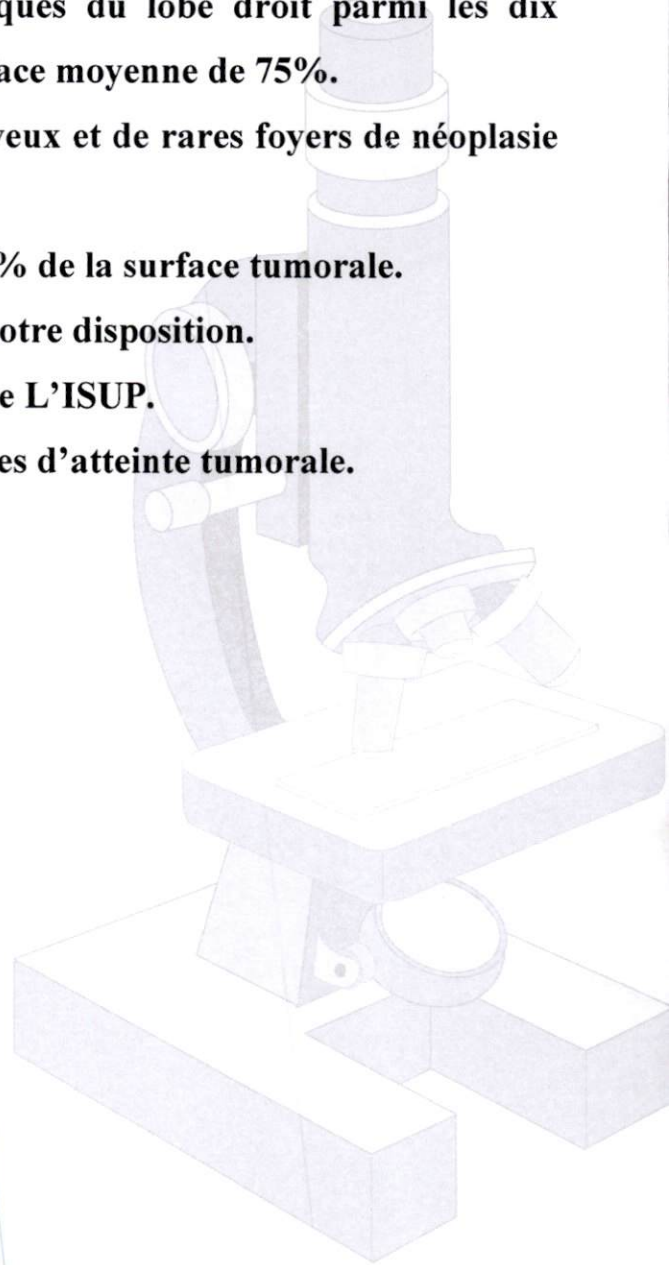 ques du lobe droit parmi les dix
ace moyenne de 75%.
yeux et de rares foyers de néoplasie
% de la surface tumorale.
otre disposition.
e L'ISUP.
es d'atteinte tumorale.